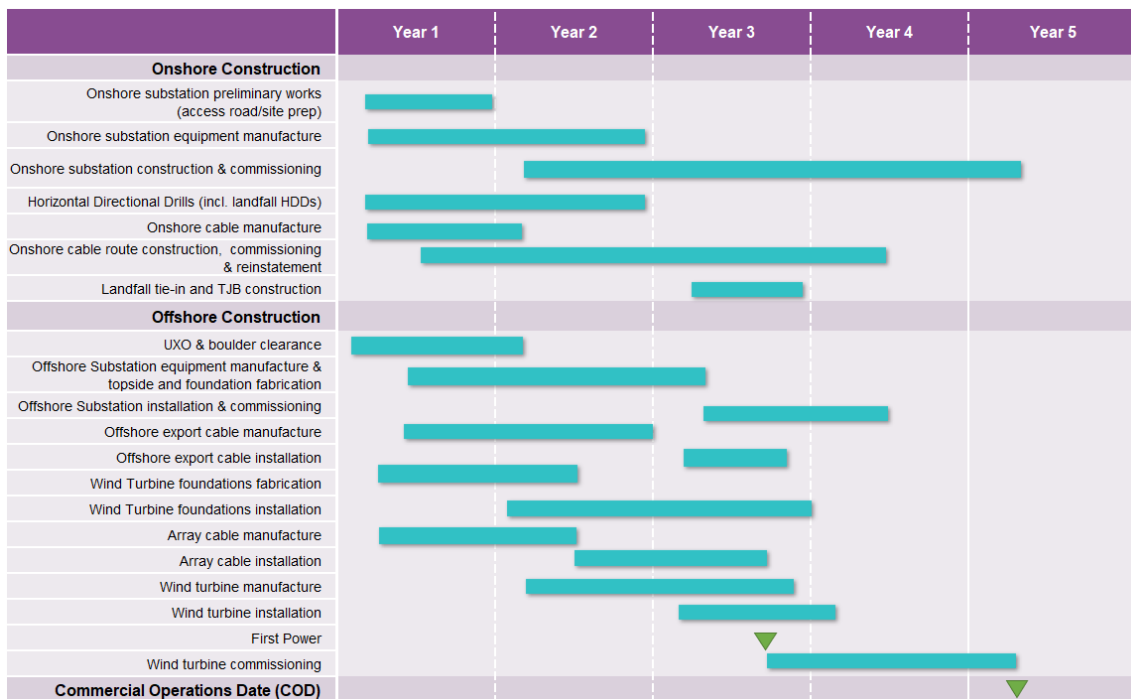 Year 1 Year 2 Year 3 Year 4 Year 5
Onshore Construction
Onshore substation preliminary works
(access road/site prep)
Onshore substation equipment manufacture
Onshore substation construction & commissioning
Horizontal Directional Drills (incl. landfall HDDs)
Onshore cable manufacture
Onshore cable route construction, commissioning
& reinstatement
Landfall tie-in and TJB construction
Offshore Construction
UXO & boulder clearance
Offshore Substation equipment manufacture &
topside and foundation fabrication
Offshore Substation installation & commissioning
Offshore export cable manufacture
Offshore export cable installation
Wind Turbine foundations fabrication
Wind Turbine foundations installation
Array cable manufacture
Array cable installation
Wind turbine manufacture
Wind turbine installation
First Power
Wind turbine commissioning
Commercial Operations Date (COD)